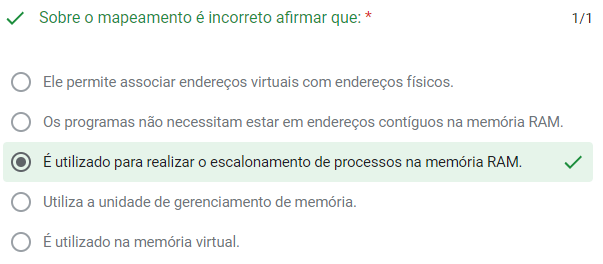 Sobre o mapeamento é incorreto afirmar que: *
1/1
Ele permite associar endereços virtuais com endereços físicos.
Os programas não necessitam estar em endereços contíguos na memória RAM.
É utilizado para realizar o escalonamento de processos na memória RAM.
Utiliza a unidade de gerenciamento de memória.
É utilizado na memória virtual.